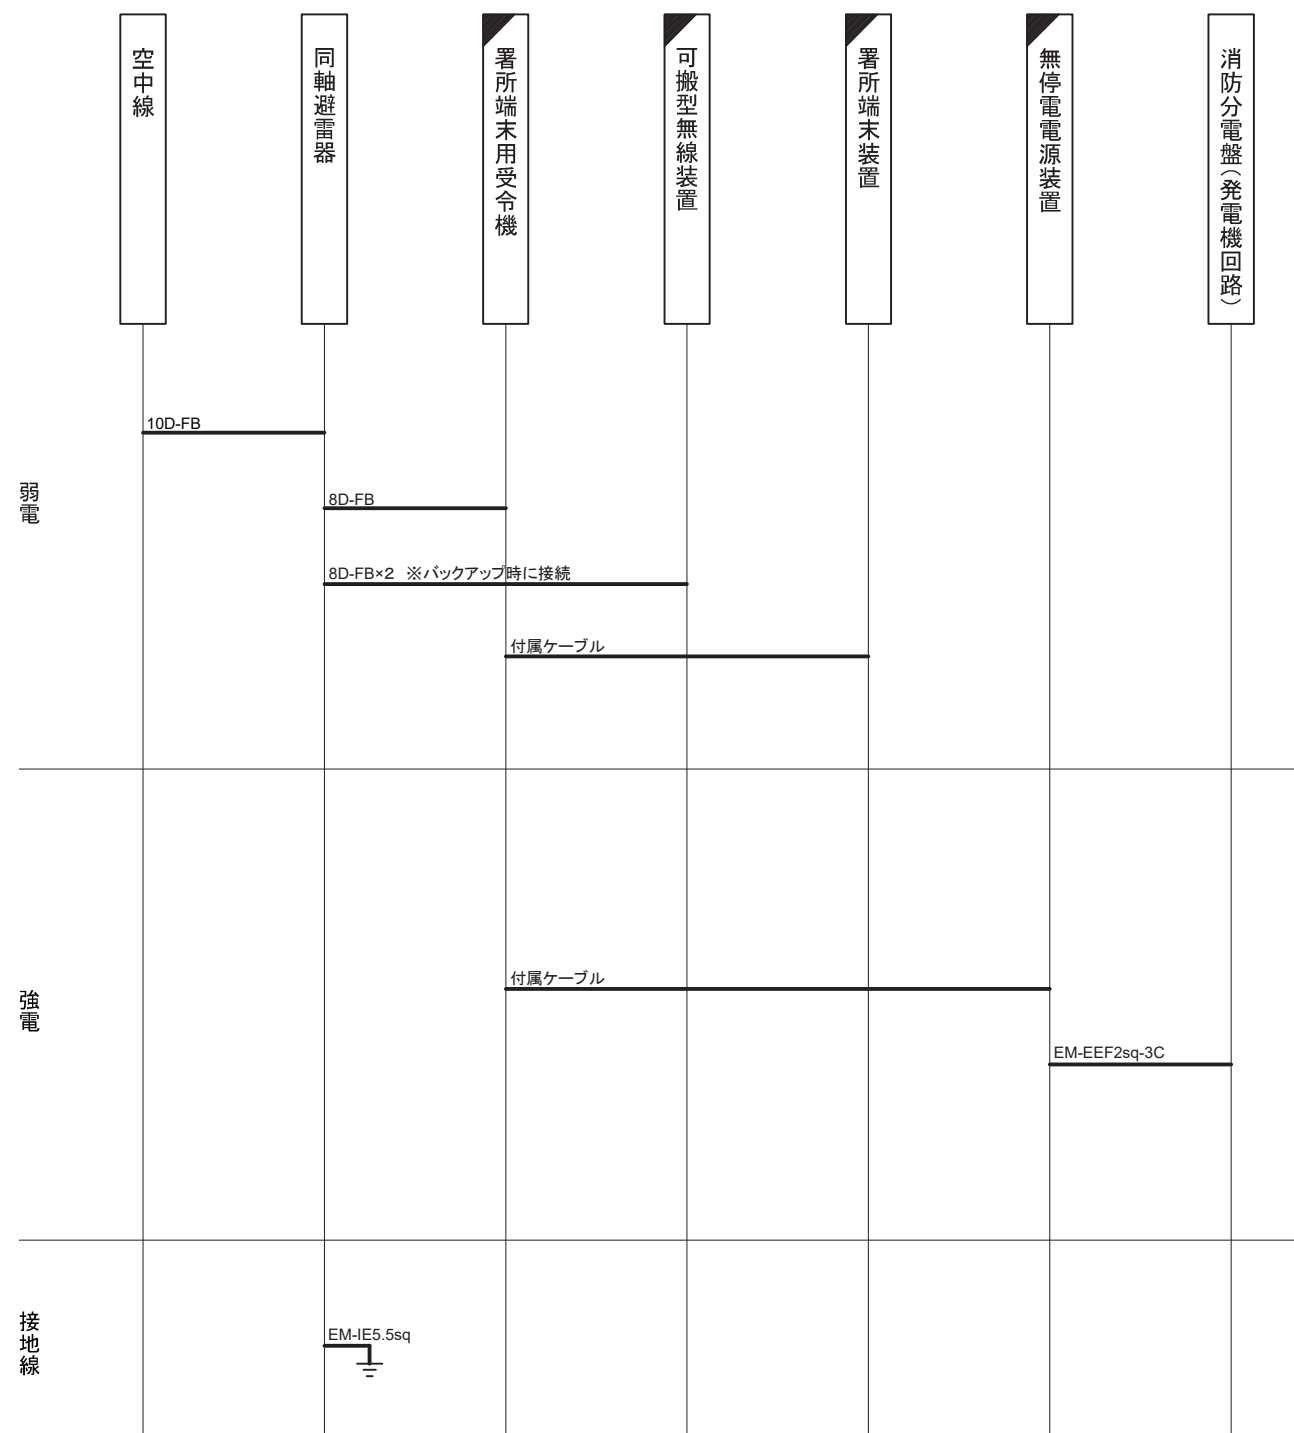 空中線
同軸避雷器
署所端末用受令機
可搬型無線装置
署所端末装置
無停電電源装置
消防分電盤（発電機回路）
弱電
10D-FB
8D-FB
8D-FB×2　※バックアップ時に接続
付属ケーブル
強電
付属ケーブル
EM-EEF2sq-3C
接地線
EM-IE5.5sq